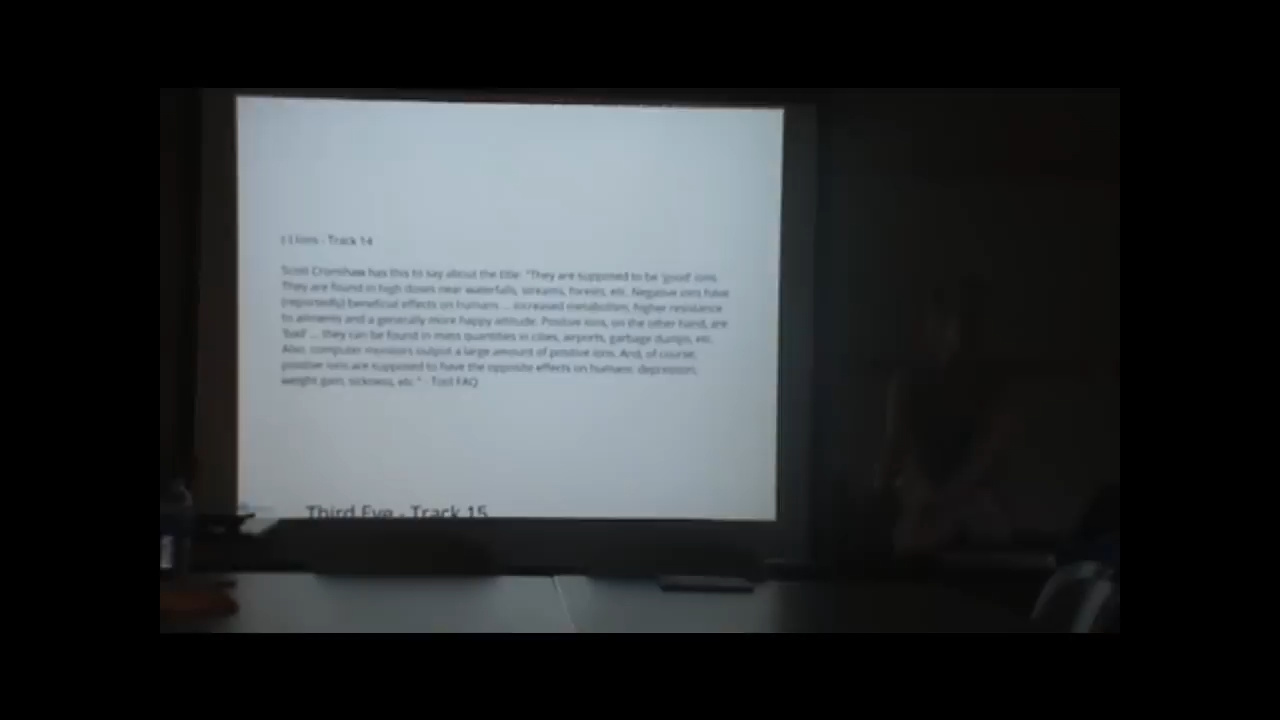 (-) Ions - Track 14
Scott Cronshaw has this to say about the title: "They are supposed to be 'good' ions.
They are found in high doses near waterfalls, streams, forests, etc. Negative ions have
(reportedly) beneficial effects on humans ... increased metabolism, higher resistance
to ailments and a generally more happy attitude. Positive ions, on the other hand, are
'bad' ... they can be found in mass quantities in cities, airports, garbage dumps, etc.
Also, computer monitors output a large amount of positive ions. And, of course,
positive ions are supposed to have the opposite effects on humans: depression,
weight gain, sickness, etc." - Tool FAQ
Third Eye - Track 15